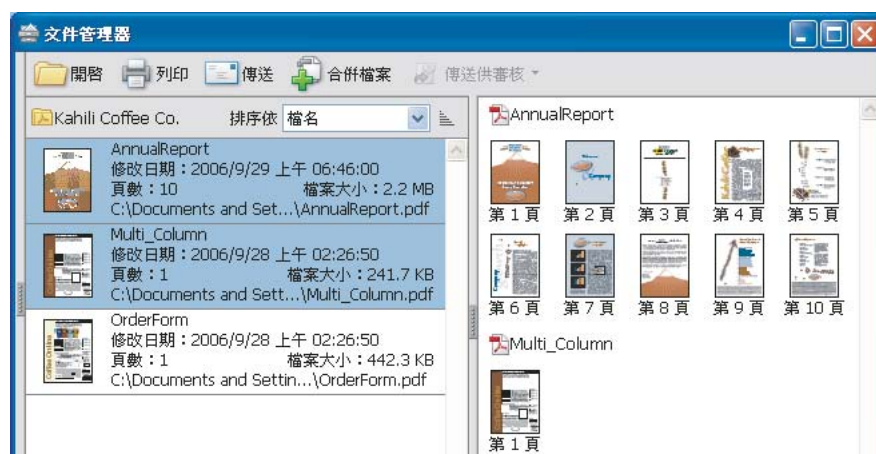 文件管理器
開啓 列印 傳送 合併檔案 傳送供審核
Kahili Coffee Co. 排序依 檔名
AnnualReport
修改日期：2006/9/29 上午 06:46:00
頁數：10 檔案大小：2.2 MB
C:\Documents and Set...\AnnualReport.pdf
Multi_Column
修改日期：2006/9/28 上午 02:26:50
頁數：1 檔案大小：241.7 KB
C:\Documents and Sett...\Multi_Column.pdf
OrderForm
修改日期：2006/9/28 上午 02:26:50
頁數：1 檔案大小：442.3 KB
C:\Documents and Settin...\OrderForm.pdf
AnnualReport
第 1 頁 第 2 頁 第 3 頁 第 4 頁 第 5 頁
第 6 頁 第 7 頁 第 8 頁 第 9 頁 第 10 頁
Multi_Column
第 1 頁